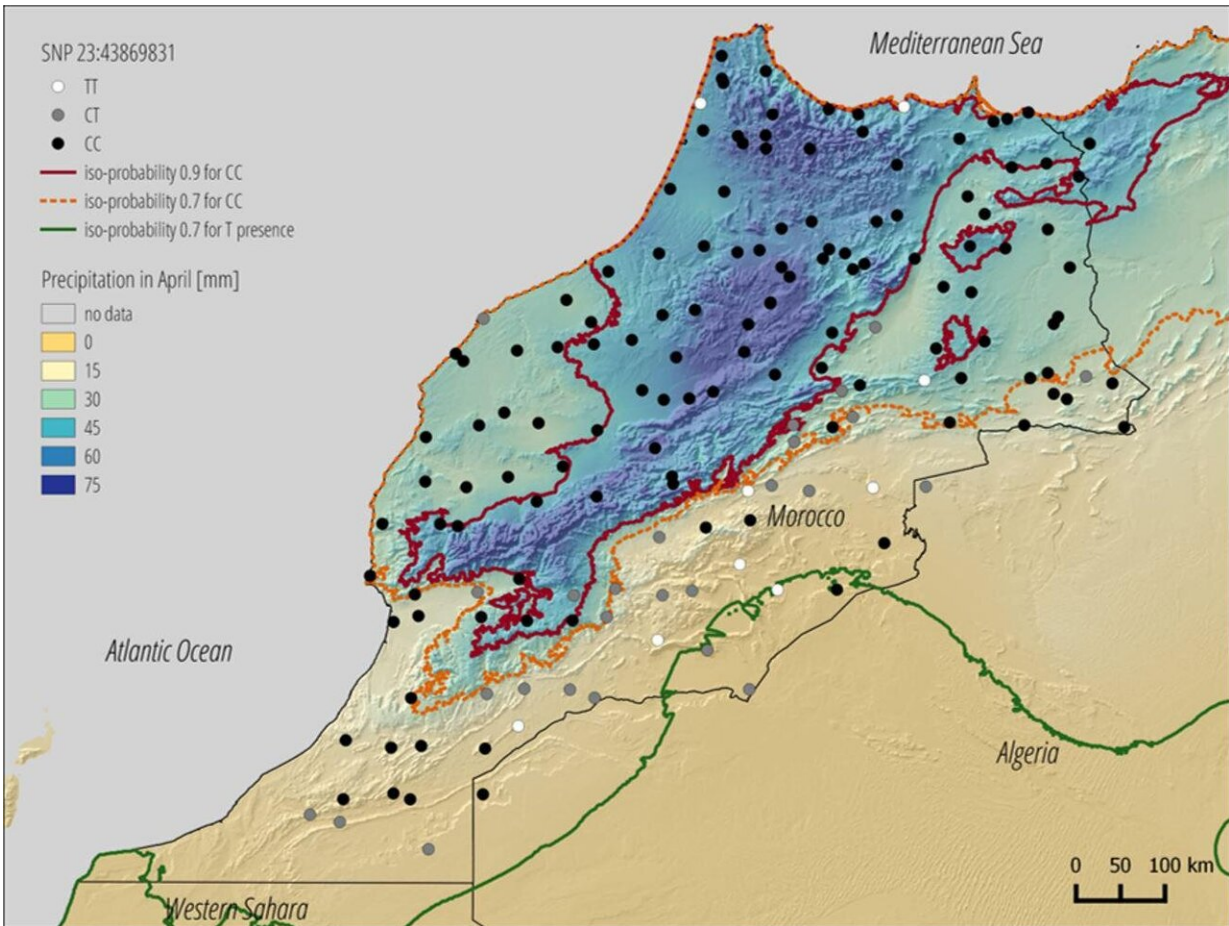 Mediterranean Sea
SNP 23:43869831
TT
CT
CC
iso-probability 0.9 for CC
iso-probability 0.7 for CC
iso-probability 0.7 for T presence
Precipitation in April [mm]
no data
0
15
30
45
60
75
Morocco
Atlantic Ocean
Algeria
0 50 100 km
Western Sahara